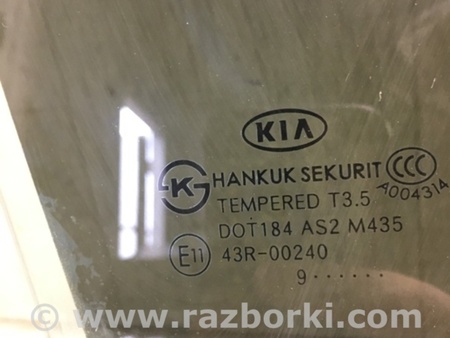 KIA
HANKUK SEKURIT CCC
A004314
TEMPERED T3.5
DOT184 AS2 M435
E11 43R-00240
9......
© www.razborki.com